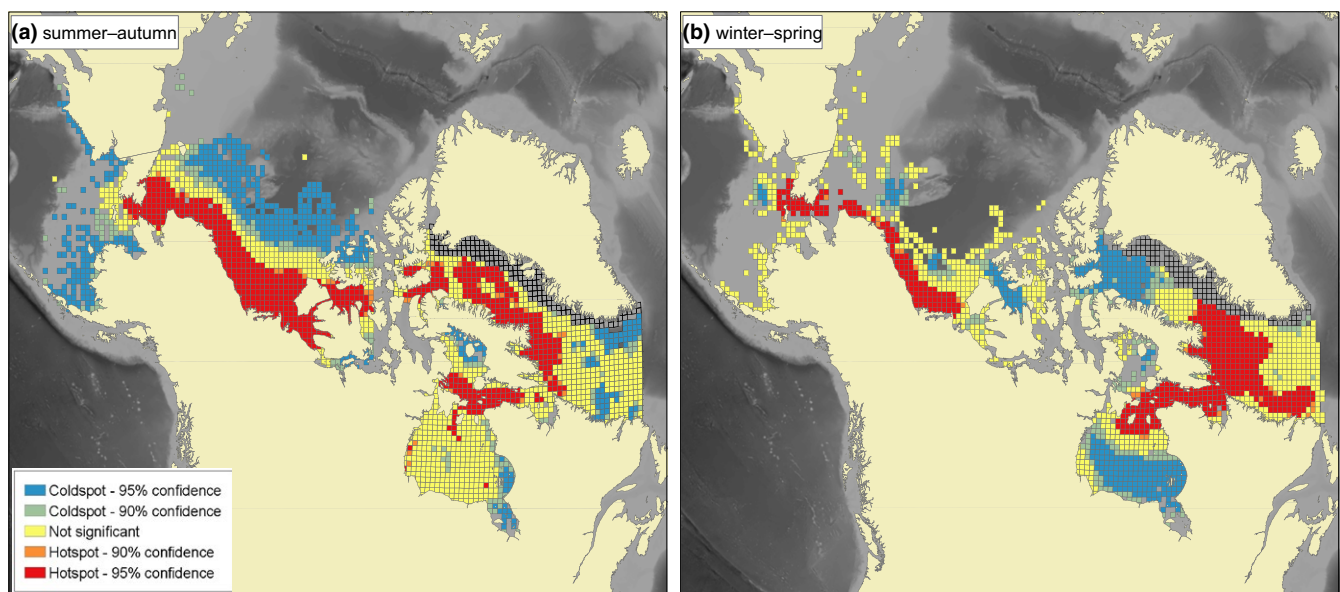 (a) summer–autumn
(b) winter–spring
Coldspot - 95% confidence
Coldspot - 90% confidence
Not significant
Hotspot - 90% confidence
Hotspot - 95% confidence